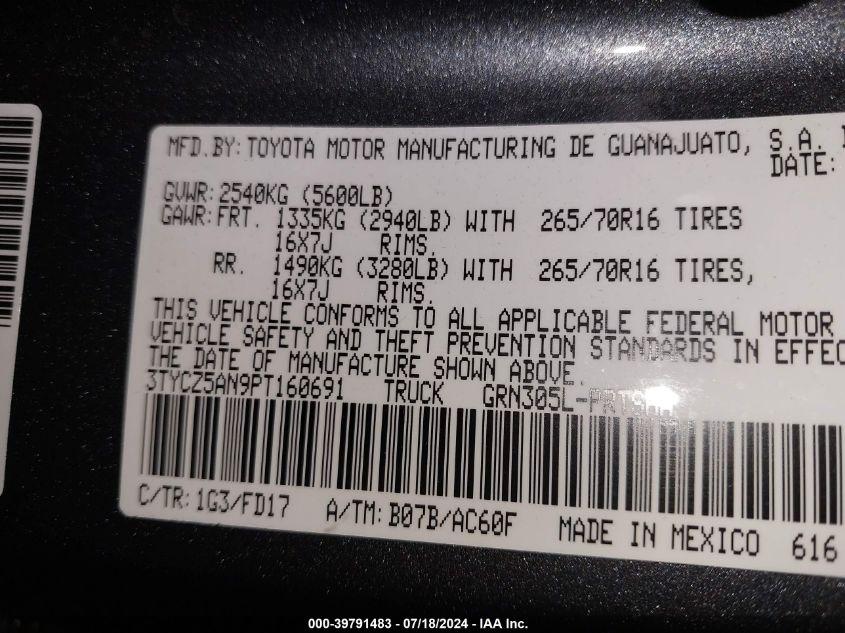 MFD.BY: TOYOTA MOTOR MANUFACTURING DE GUANAJUATO, S.A.
DATE:
GVWR: 2540KG (5600LB)
GAWR: FRT. 1335KG (2940LB) WITH 265/70R16 TIRES
16X7J RIMS.
RR. 1490KG (3280LB) WITH 265/70R16 TIRES,
16X7J RIMS.
THIS VEHICLE CONFORMS TO ALL APPLICABLE FEDERAL MOTOR
VEHICLE SAFETY AND THEFT PREVENTION STANDARDS IN EFFEC
THE DATE OF MANUFACTURE SHOWN ABOVE.
3TYCZ5AN9PT160691 TRUCK
C/TR: 1G3/FD17 A/TM: B07B/AC60F MADE IN MEXICO 616
000-39791483 - 07/18/2024 - IAA Inc.